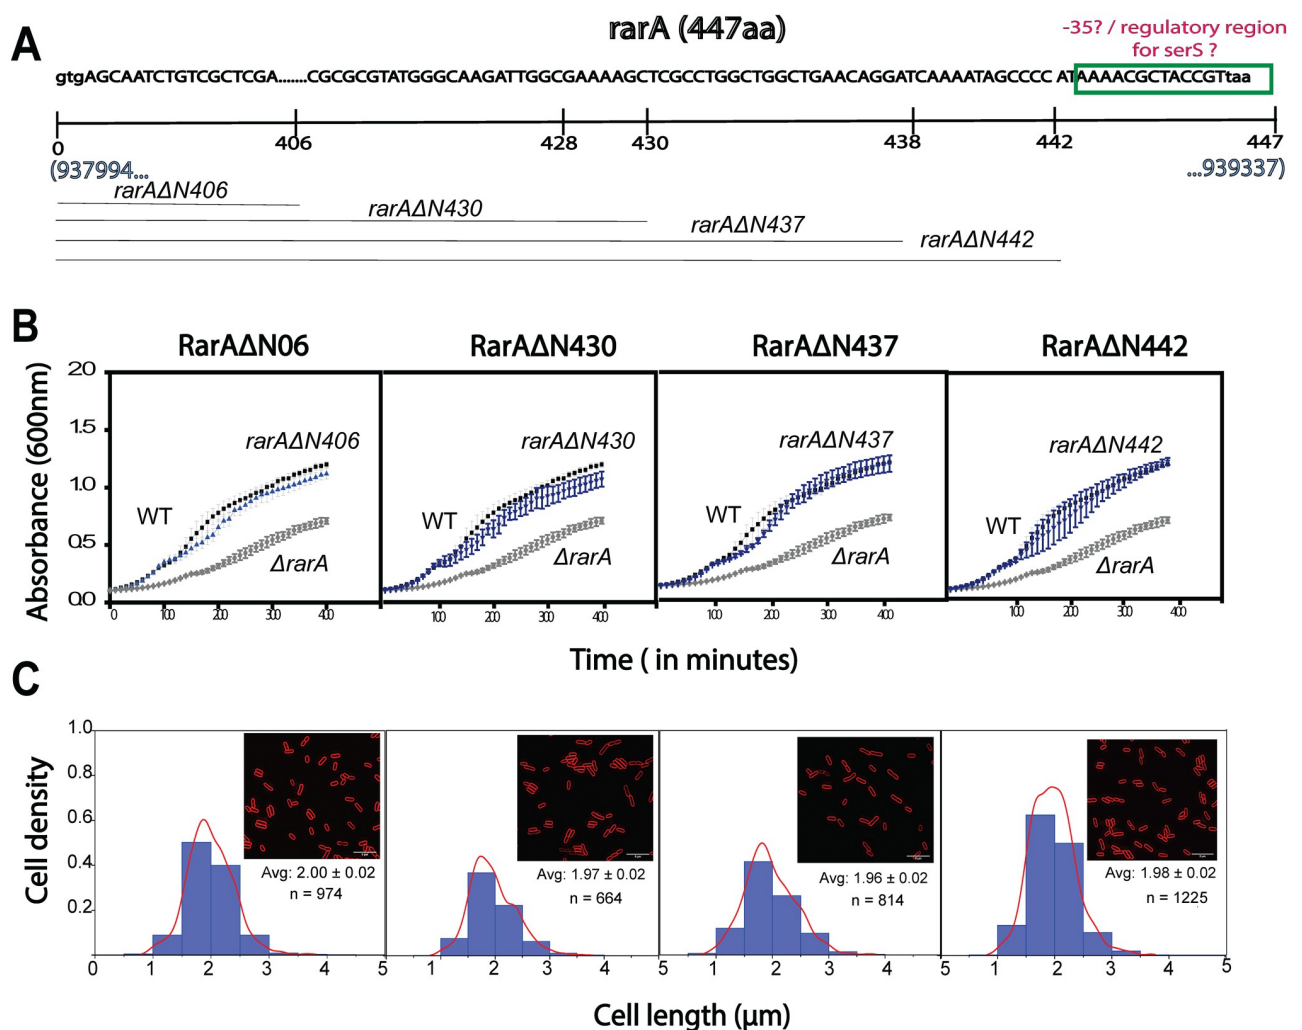 A
rarA (447aa)
-35? / regulatory region
for serS ?
gtgAGCAATCTGTCGCTCGA.......CGCGCGTATGGGCAAGATTGGCGAAAAGCTCGCCTGGCTGGCTGAACAGGATCAAAATAGCCCC ATAAAACGCTACCGTtaa
0 406 428 430 438 442 447
(937994... ...939337)
rarAΔN406
rarAΔN430
rarAΔN437
rarAΔN442
B
RarAΔN06 RarAΔN430 RarAΔN437 RarAΔN442
Absorbance (600nm)
2.0
1.5
1.0
0.5
0.0
rarAΔN406
WT
ΔrarA
0 100 200 300 400
rarAΔN430
WT
ΔrarA
100 200 300 400
rarAΔN437
WT
ΔrarA
100 200 300 400
rarAΔN442
WT
ΔrarA
100 200 300 400
Time ( in minutes)
C
Cell density
1.0
0.8
0.6
0.4
0.2
Avg: 2.00 ± 0.02
n = 974
Avg: 1.97 ± 0.02
n = 664
Avg: 1.96 ± 0.02
n = 814
Avg: 1.98 ± 0.02
n = 1225
0 1 2 3 4 5 1 2 3 4 5 1 2 3 4 5 1 2 3 4 5
Cell length (μm)